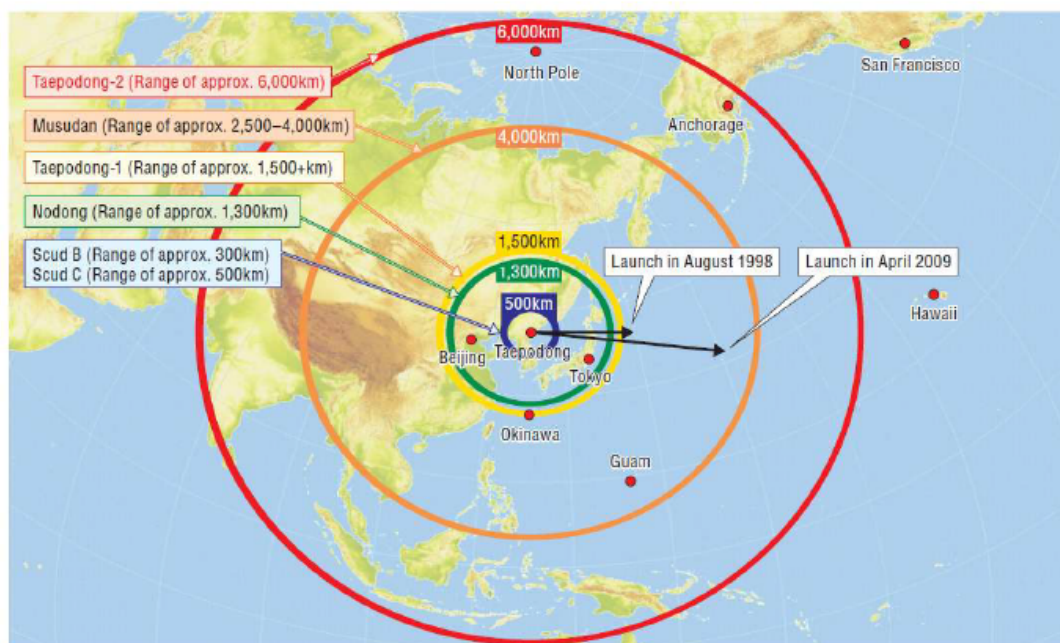 6,000km
North Pole
San Francisco
Taepodong-2 (Range of approx. 6,000km)
Anchorage
Musudan (Range of approx. 2,500–4,000km)
4,000km
Taepodong-1 (Range of approx. 1,500+km)
Nodong (Range of approx. 1,300km)
1,500km
Scud B (Range of approx. 300km)
Scud C (Range of approx. 500km)
Launch in August 1998
Launch in April 2009
1,300km
500km
Hawaii
Beijing
Taepodong
Tokyo
Okinawa
Guam